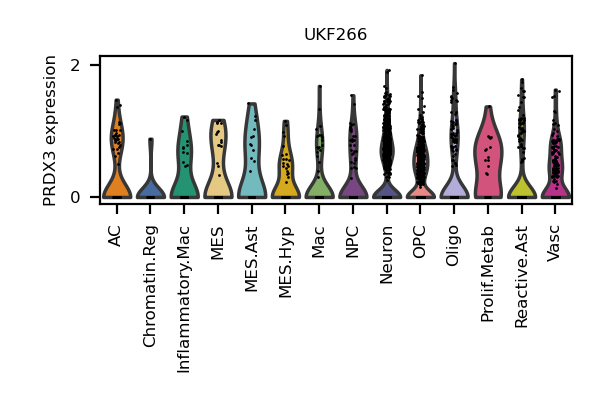 UKF266
PRDX3 expression
2
0
AC
Chromatin.Reg
Inflammatory.Mac
MES
MES.Ast
MES.Hyp
Mac
NPC
Neuron
OPC
Oligo
Prolif.Metab
Reactive.Ast
Vasc